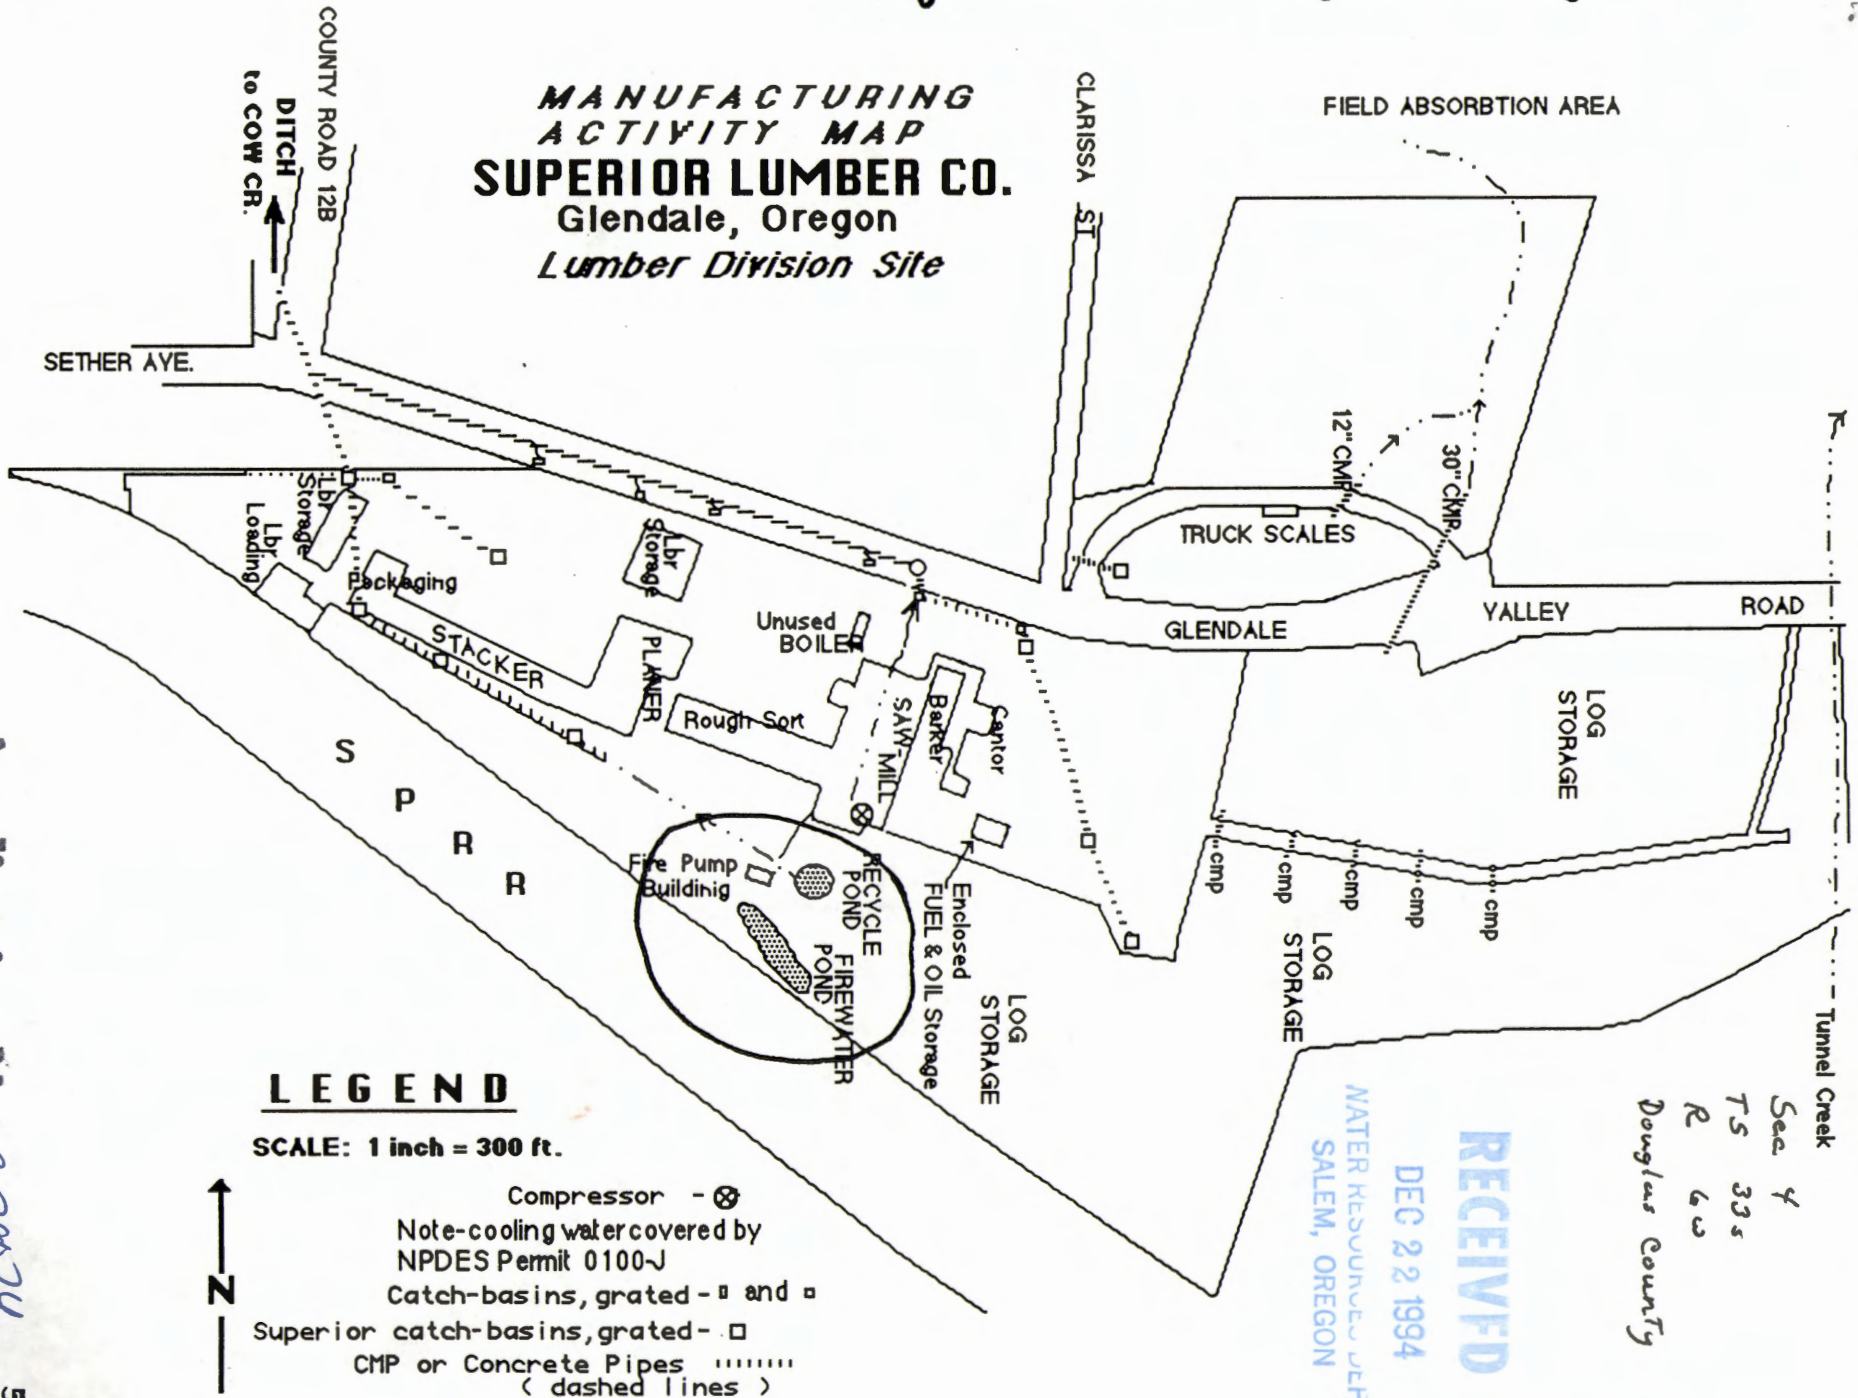 MANUFACTURING
ACTIVITY MAP
SUPERIOR LUMBER CO.
Glendale, Oregon
Lumber Division Site
COUNTY ROAD 12B
DITCH
to COW CR.
SETHER AVE.
CLARISSA ST
FIELD ABSORBTION AREA
12"CMP
30"CMP
TRUCK SCALES
GLENDALE
VALLEY
ROAD
Lbr
Storage
Lbr
Loading
Packaging
STACKER
Lbr
Storage
PLANER
Unused
BOILER
Rough Sort
SAW-
MILL
Barker
Cantor
LOG
STORAGE
S
P
R
R
Fire Pump
Buildinig
RECYCLE
POND
FIREWATER
POND
Enclosed
FUEL & OIL Storage
LOG
STORAGE
cmp
cmp
cmp
cmp
cmp
LOG
STORAGE
Tunnel Creek
LEGEND
SCALE: 1 inch = 300 ft.
Compressor -
Note-cooling water covered by
NPDES Permit 0100-J
Catch-basins, grated - and
Superior catch-basins, grated-
CMP or Concrete Pipes
( dashed lines )
N
RECEIVED
DEC 22 1994
WATER RESOURCES DEP
SALEM, OREGON
Sec 4
TS 33s
R 6w
Douglas County